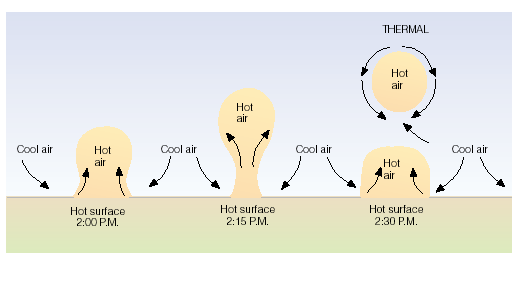 THERMAL
Hot
air
Hot
air
Cool air
Hot
air
Cool air
Cool air
Hot
air
Cool air
Hot surface
2:00 P.M.
Hot surface
2:15 P.M.
Hot surface
2:30 P.M.